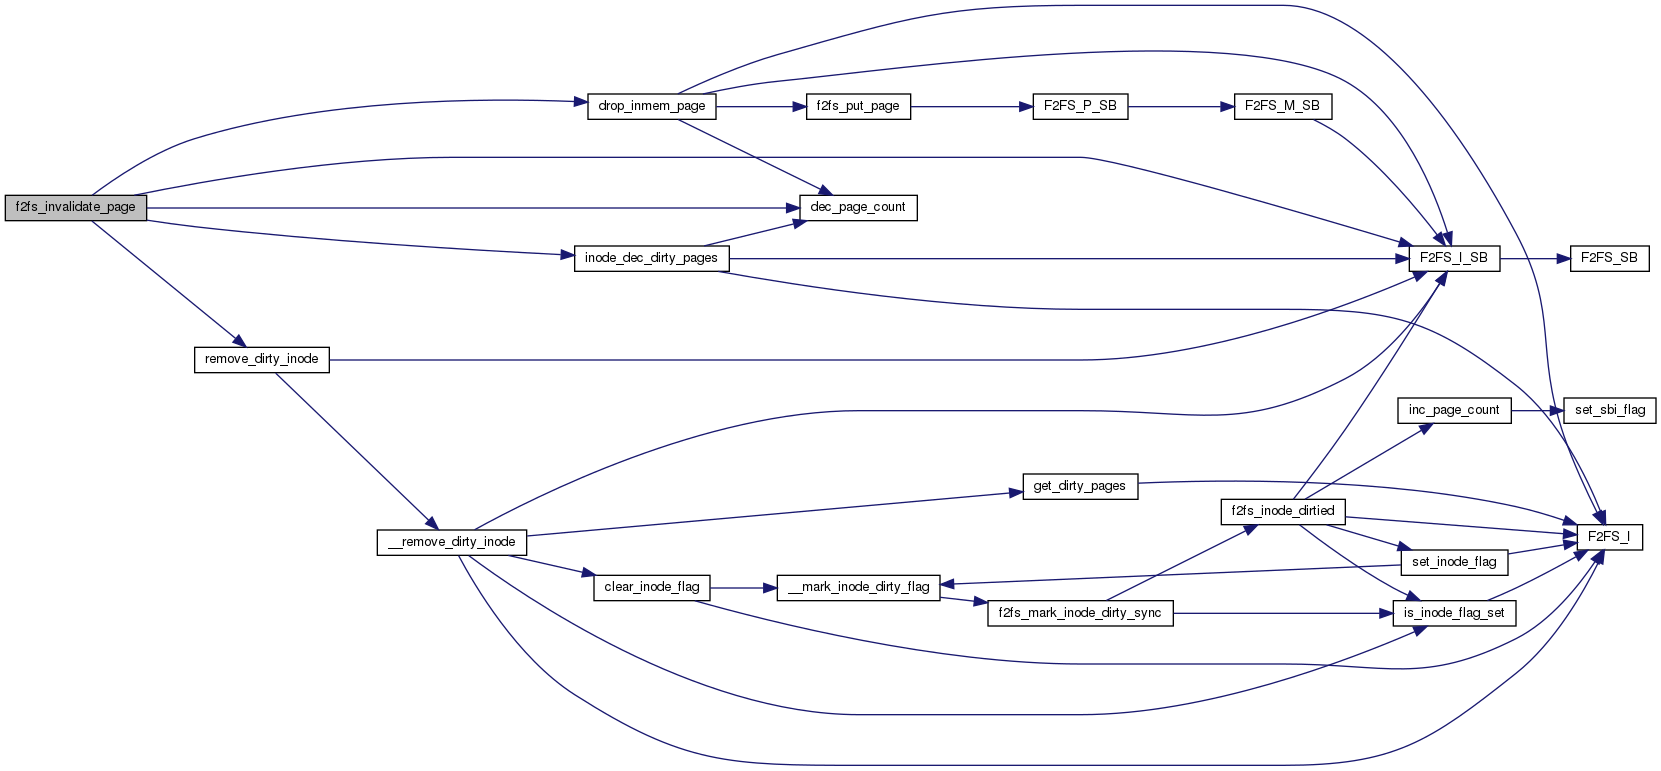 drop_inmem_page
f2fs_put_page
F2FS_P_SB
F2FS_M_SB
f2fs_invalidate_page
dec_page_count
inode_dec_dirty_pages
F2FS_I_SB
F2FS_SB
remove_dirty_inode
inc_page_count
set_sbi_flag
get_dirty_pages
f2fs_inode_dirtied
__remove_dirty_inode
F2FS_I
set_inode_flag
clear_inode_flag
__mark_inode_dirty_flag
f2fs_mark_inode_dirty_sync
is_inode_flag_set